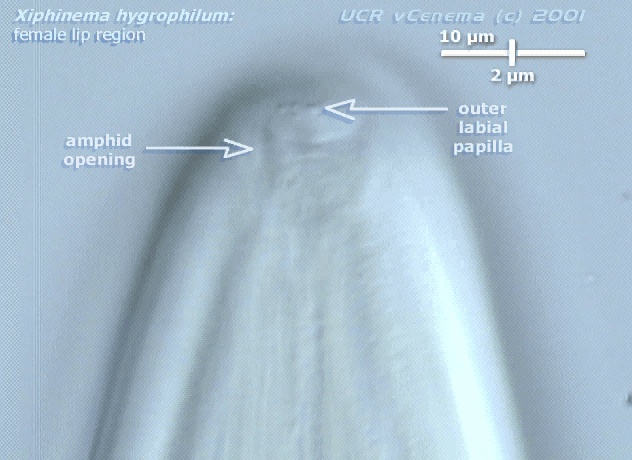 Xiphinema hygrophilum:
female lip region
UCR vCenema (c) 2001
10 µm
2 µm
outer
labial
papilla
amphid
opening